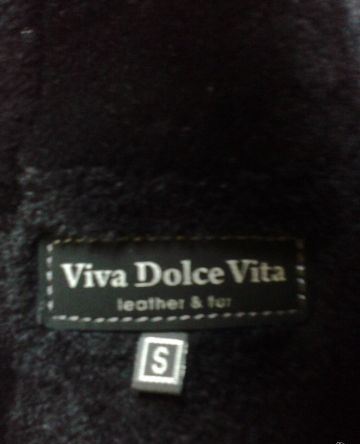 Viva Dolce Vita
leather & fur
S